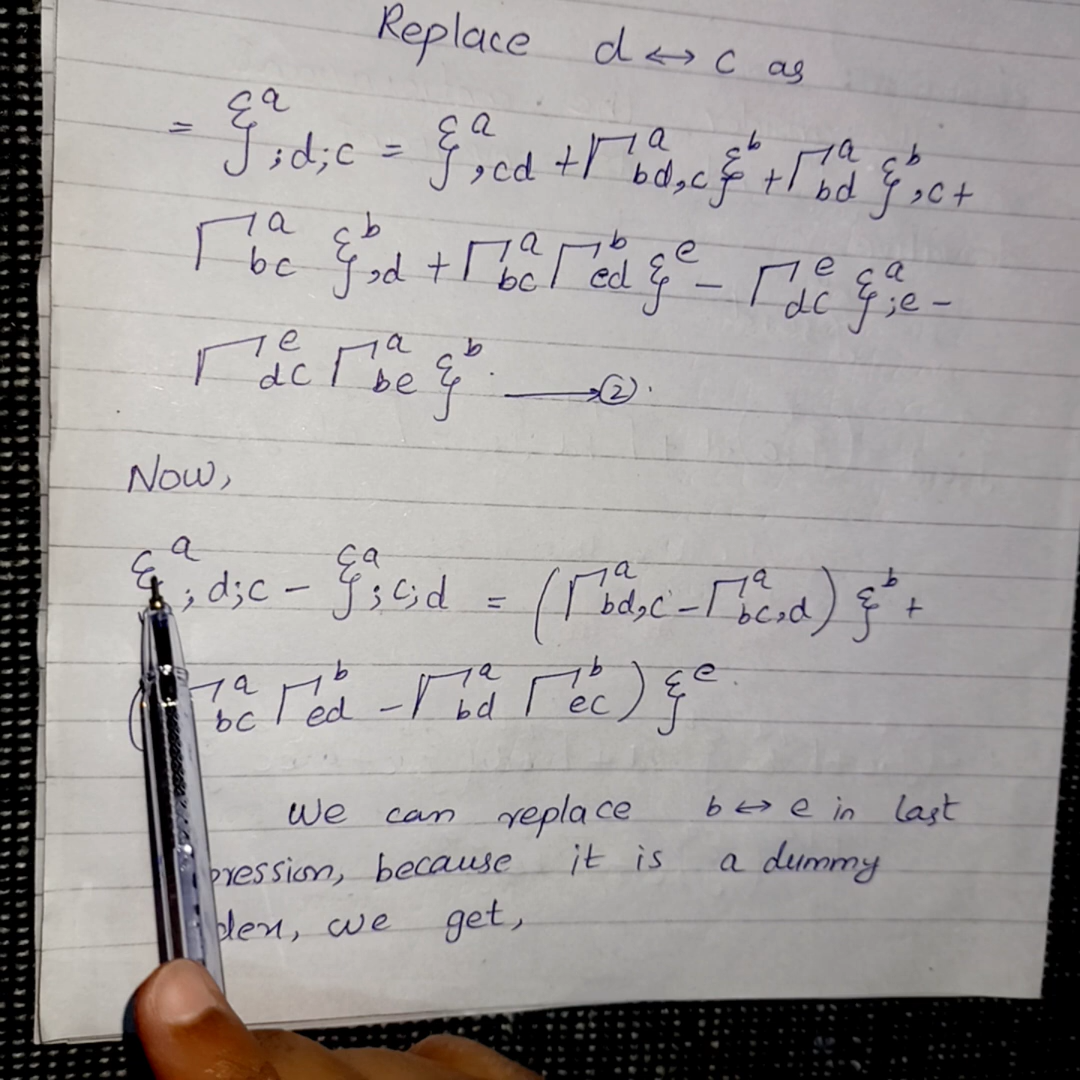 Replace d ↔ c as
= ξ^a_{;d;c} = ξ^a_{,cd} + Γ^a_{bd,c} ξ^b + Γ^a_{bd} ξ^b_{,c} +
Γ^a_{bc} ξ^b_{,d} + Γ^a_{bc} Γ^b_{ed} ξ^e - Γ^e_{dc} ξ^a_{;e} -
Γ^e_{dc} Γ^a_{be} ξ^b. ⟶ ②.
Now,
ξ^a_{;d;c} - ξ^a_{;c;d} = (Γ^a_{bd,c} - Γ^a_{bc,d}) ξ^b +
(Γ^a_{bc} Γ^b_{ed} - Γ^a_{bd} Γ^b_{ec}) ξ^e.
We can replace b ↔ e in last
pression, because it is a dummy
we get,